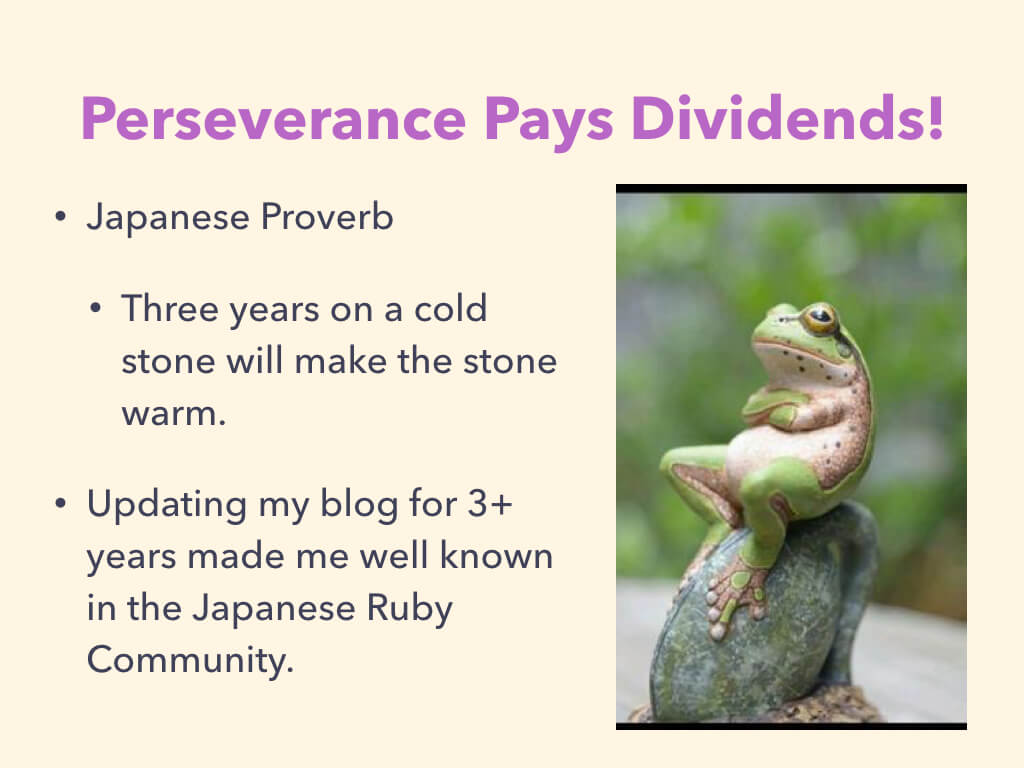 Perseverance Pays Dividends!
• Japanese Proverb
• Three years on a cold
stone will make the stone
warm.
• Updating my blog for 3+
years made me well known
in the Japanese Ruby
Community.